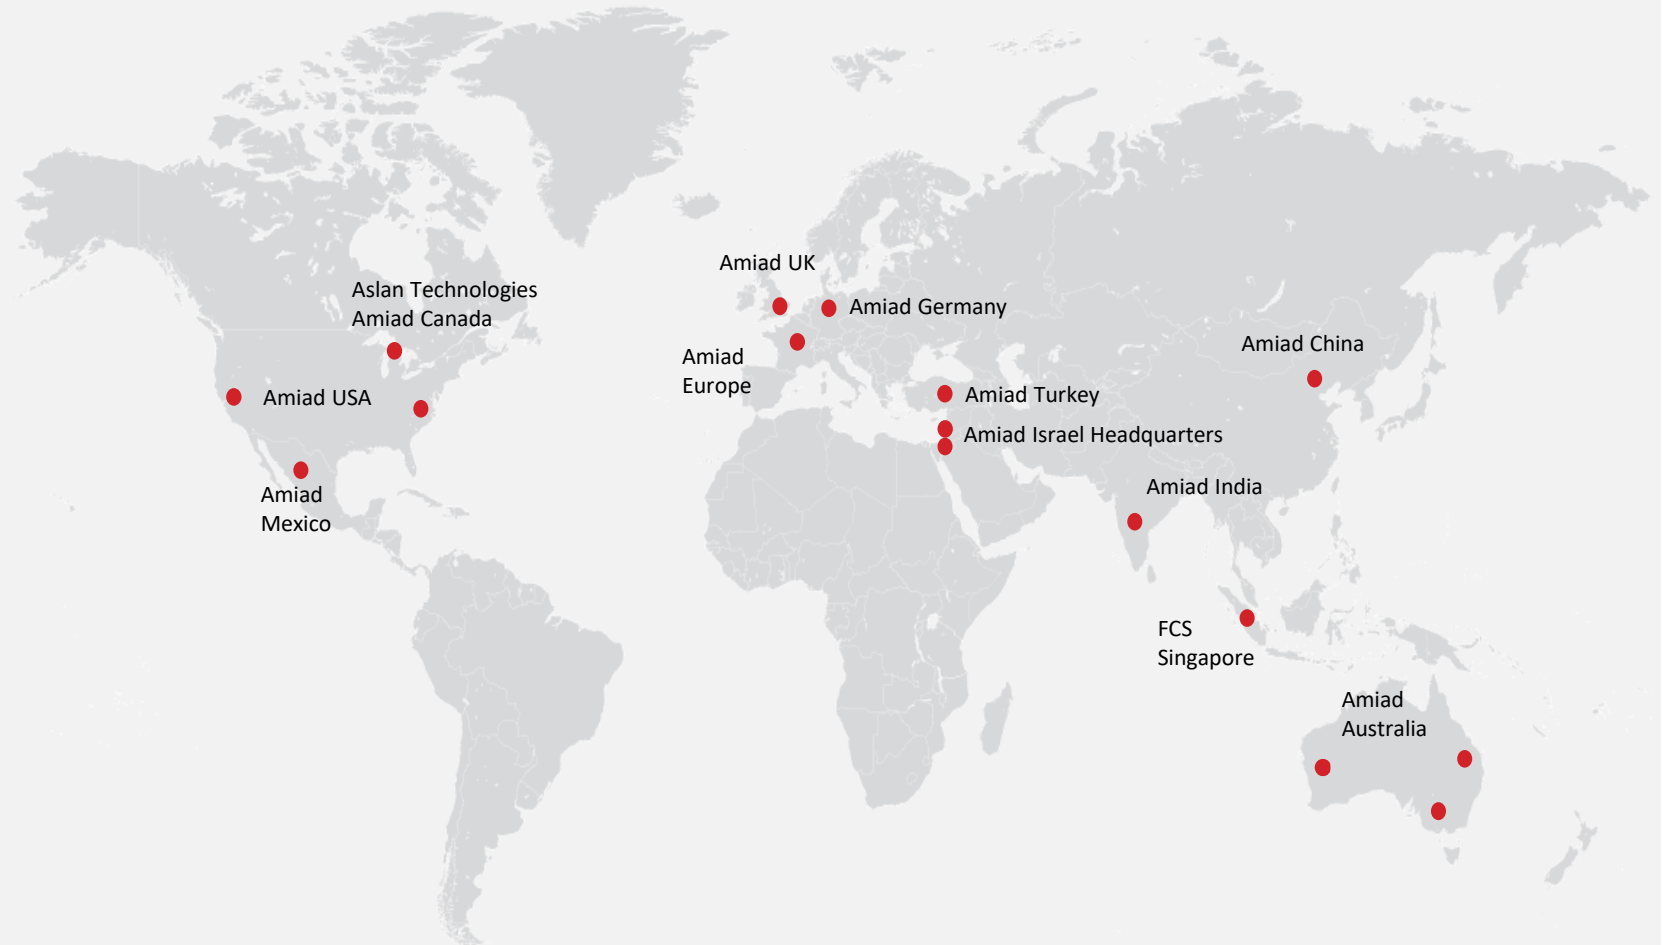 Amiad UK
Aslan Technologies
Amiad Canada
Amiad Germany
Amiad China
Amiad
Europe
Amiad USA
Amiad Turkey
Amiad Israel Headquarters
Amiad
Mexico
Amiad India
FCS
Singapore
Amiad
Australia